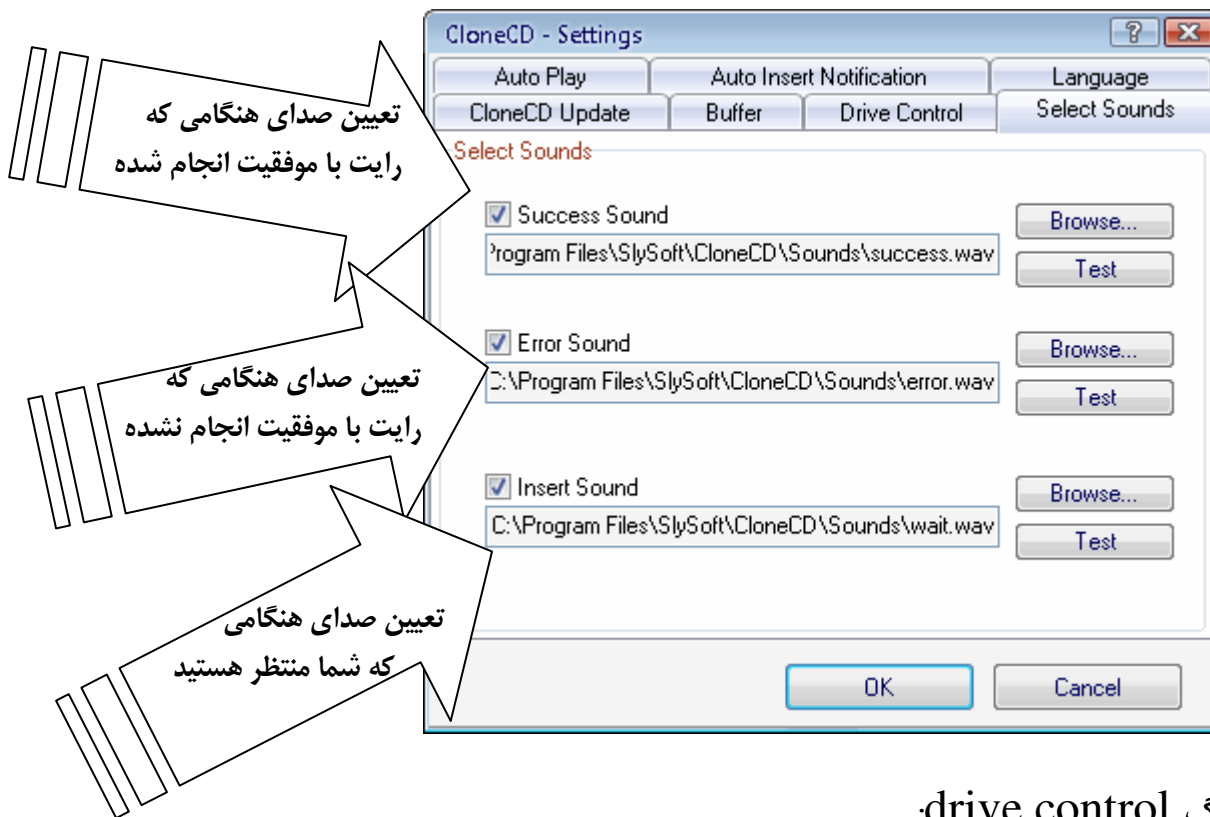 CloneCD - Settings
Auto Play Auto Insert Notification Language
CloneCD Update Buffer Drive Control Select Sounds
Select Sounds
تعیین صدای هنگامی که
رایت با موفقیت انجام شده
Success Sound
Browse...
rogram Files\SlySoft\CloneCD\Sounds\success.wav
Test
تعیین صدای هنگامی که
رایت با موفقیت انجام نشده
Error Sound
Browse...
C:\Program Files\SlySoft\CloneCD\Sounds\error.wav
Test
تعیین صدای هنگامی
که شما منتظر هستید
Insert Sound
Browse...
C:\Program Files\SlySoft\CloneCD\Sounds\wait.wav
Test
OK Cancel
drive control